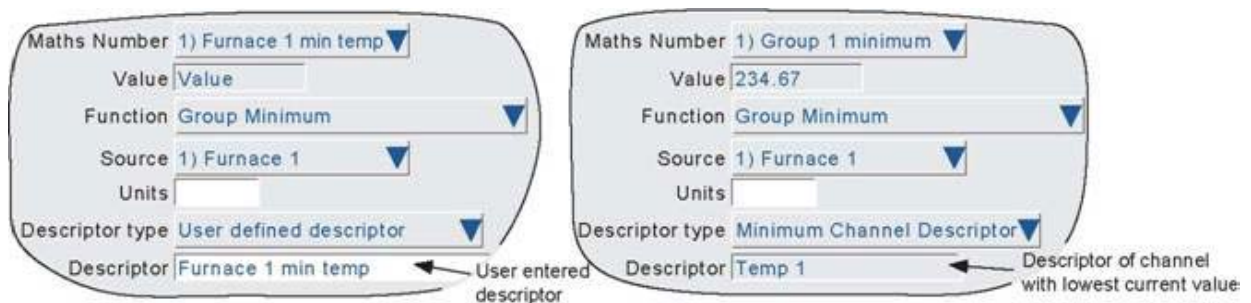 Maths Number 1) Furnace 1 min temp
Value Value
Function Group Minimum
Source 1) Furnace 1
Units
Descriptor type User defined descriptor
Descriptor Furnace 1 min temp
User entered
descriptor
Maths Number 1) Group 1 minimum
Value 234.67
Function Group Minimum
Source 1) Furnace 1
Units
Descriptor type Minimum Channel Descriptor
Descriptor Temp 1
Descriptor of channel
with lowest current value